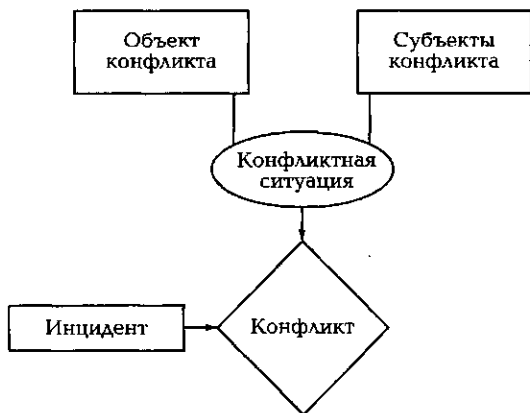 Объект
конфликта
Субъекты
конфликта
Конфликтная
ситуация
Инцидент
Конфликт